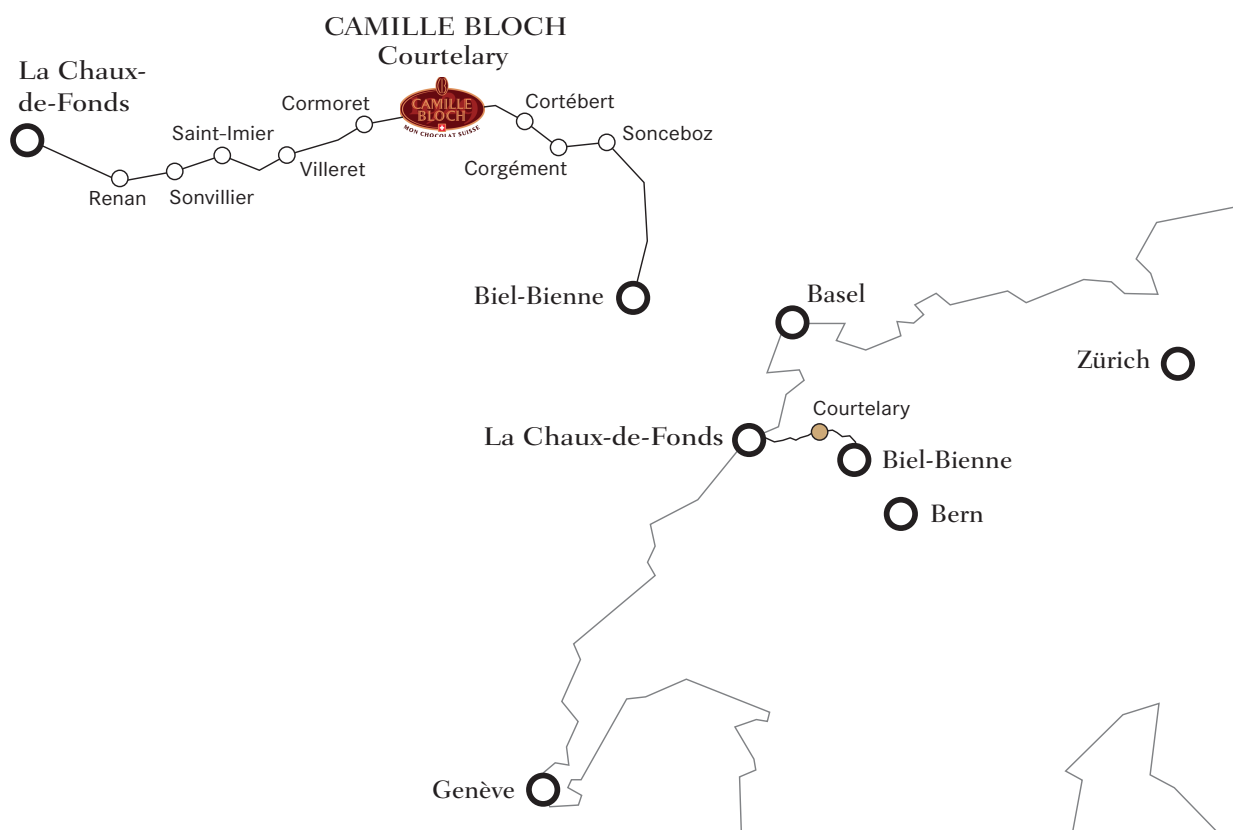 CAMILLE BLOCH
Courtelary
La Chaux-
de-Fonds
Cormoret
CAMILLE
BLOCH
MON CHOCOLAT SUISSE
Cortébert
Saint-Imier
Sonceboz
Villeret
Corgément
Renan
Sonvillier
Biel-Bienne
Basel
Zürich
Courtelary
La Chaux-de-Fonds
Biel-Bienne
Bern
Genève